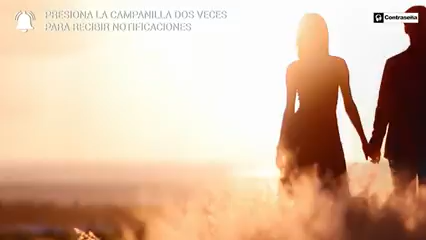 PRESIONA LA CAMPANILLA DOS VECES
PARA RECIBIR NOTIFICACIONES
Contraseña